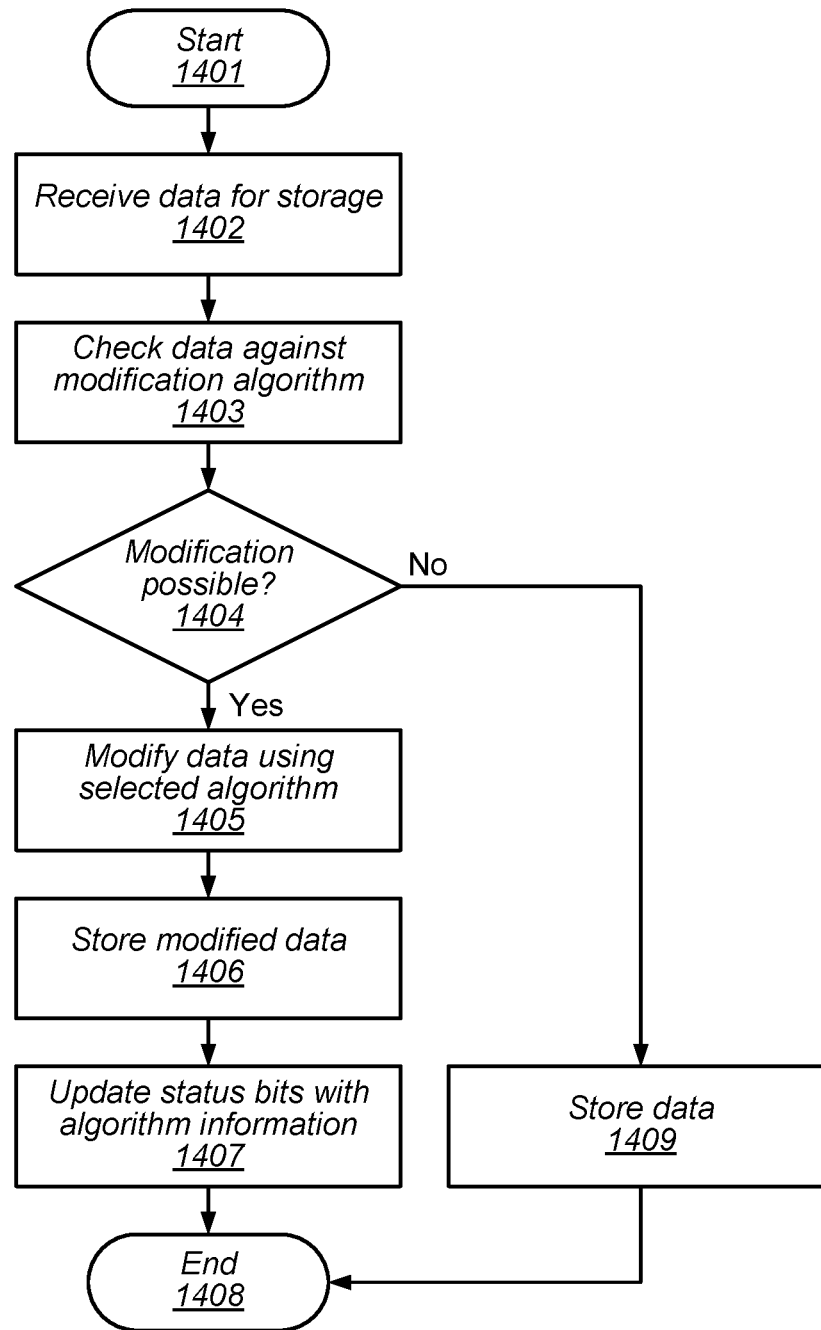 Start
1401
Receive data for storage
1402
Check data against
modification algorithm
1403
Modification
possible?
1404
No
Yes
Modify data using
selected algorithm
1405
Store modified data
1406
Update status bits with
algorithm information
1407
Store data
1409
End
1408